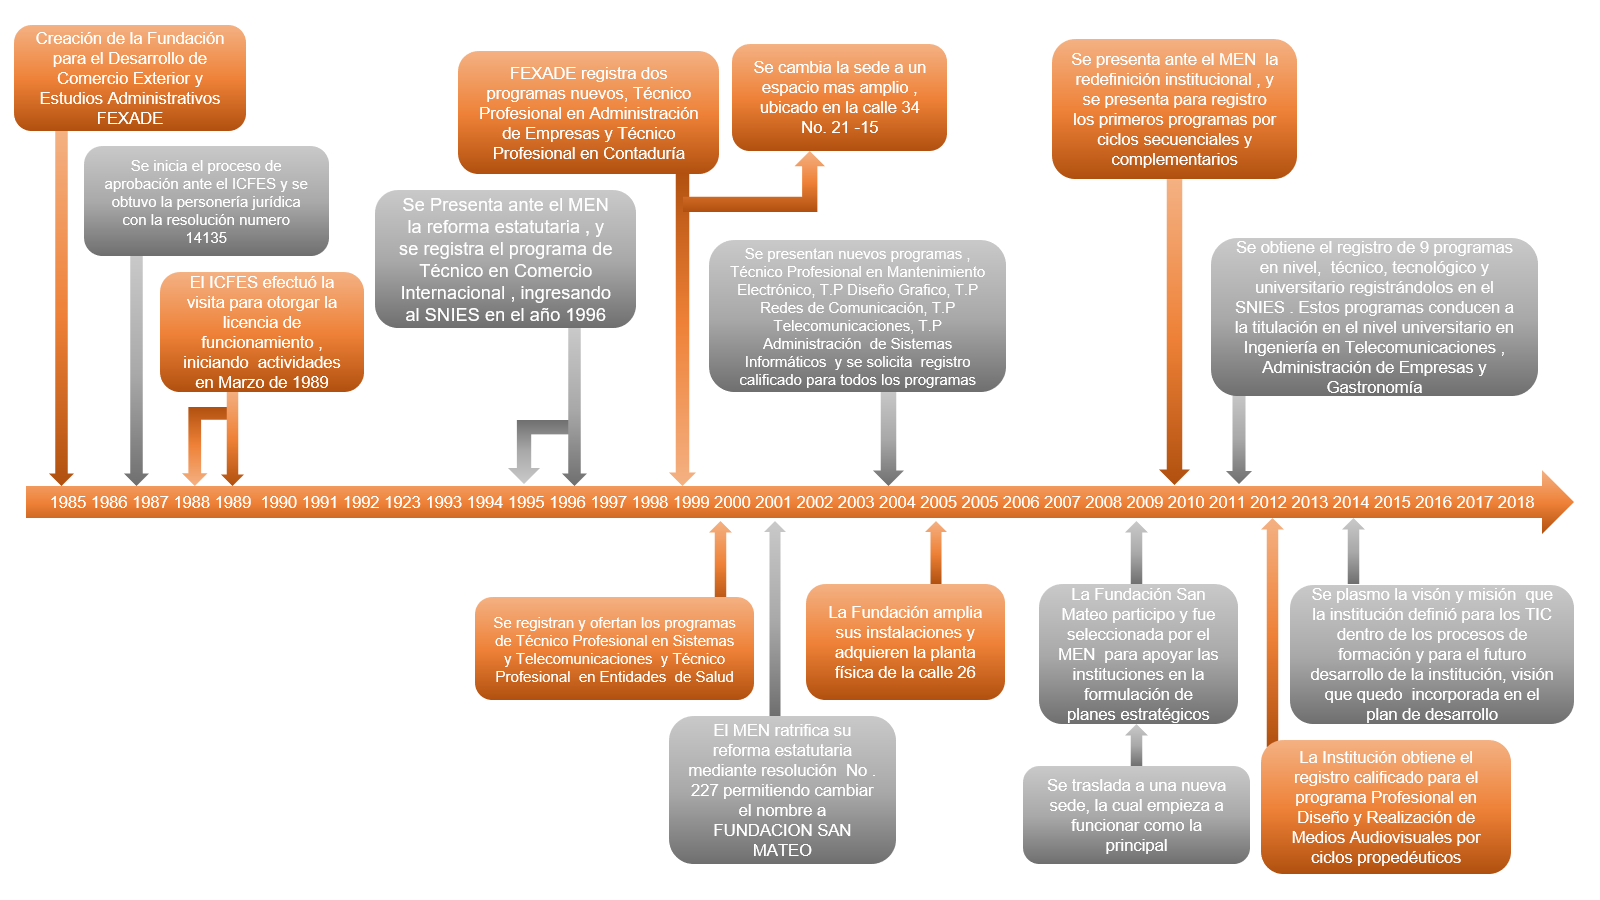 Creación de la Fundación
para el Desarrollo de
Comercio Exterior y
Estudios Administrativos
FEXADE
Se inicia el proceso de
aprobación ante el ICFES y se
obtuvo la personería jurídica
con la resolución numero
14135
El ICFES efectuó la
visita para otorgar la
licencia de
funcionamiento ,
iniciando actividades
en Marzo de 1989
Se Presenta ante el MEN
la reforma estatutaria , y
se registra el programa de
Técnico en Comercio
Internacional , ingresando
al SNIES en el año 1996
FEXADE registra dos
programas nuevos, Técnico
Profesional en Administración
de Empresas y Técnico
Profesional en Contaduría
Se cambia la sede a un
espacio mas amplio ,
ubicado en la calle 34
No. 21 -15
Se presentan nuevos programas ,
Técnico Profesional en Mantenimiento
Electrónico, T.P Diseño Grafico, T.P
Redes de Comunicación, T.P
Telecomunicaciones, T.P
Administración de Sistemas
Informáticos y se solicita registro
calificado para todos los programas
Se presenta ante el MEN la
redefinición institucional , y
se presenta para registro
los primeros programas por
ciclos secuenciales y
complementarios
Se obtiene el registro de 9 programas
en nivel, técnico, tecnológico y
universitario registrándolos en el
SNIES . Estos programas conducen a
la titulación en el nivel universitario en
Ingeniería en Telecomunicaciones ,
Administración de Empresas y
Gastronomía
1985 1986 1987 1988 1989 1990 1991 1992 1923 1993 1994 1995 1996 1997 1998 1999 2000 2001 2002 2003 2004 2005 2005 2006 2007 2008 2009 2010 2011 2012 2013 2014 2015 2016 2017 2018
Se registran y ofertan los programas
de Técnico Profesional en Sistemas
y Telecomunicaciones y Técnico
Profesional en Entidades de Salud
El MEN ratrifica su
reforma estatutaria
mediante resolución No .
227 permitiendo cambiar
el nombre a
FUNDACION SAN
MATEO
La Fundación amplia
sus instalaciones y
adquieren la planta
física de la calle 26
La Fundación San
Mateo participo y fue
seleccionada por el
MEN para apoyar las
instituciones en la
formulación de
planes estratégicos
Se traslada a una nueva
sede, la cual empieza a
funcionar como la
principal
La Institución obtiene el
registro calificado para el
programa Profesional en
Diseño y Realización de
Medios Audiovisuales por
ciclos propedéuticos
Se plasmo la visón y misión que
la institución definió para los TIC
dentro de los procesos de
formación y para el futuro
desarrollo de la institución, visión
que quedo incorporada en el
plan de desarrollo